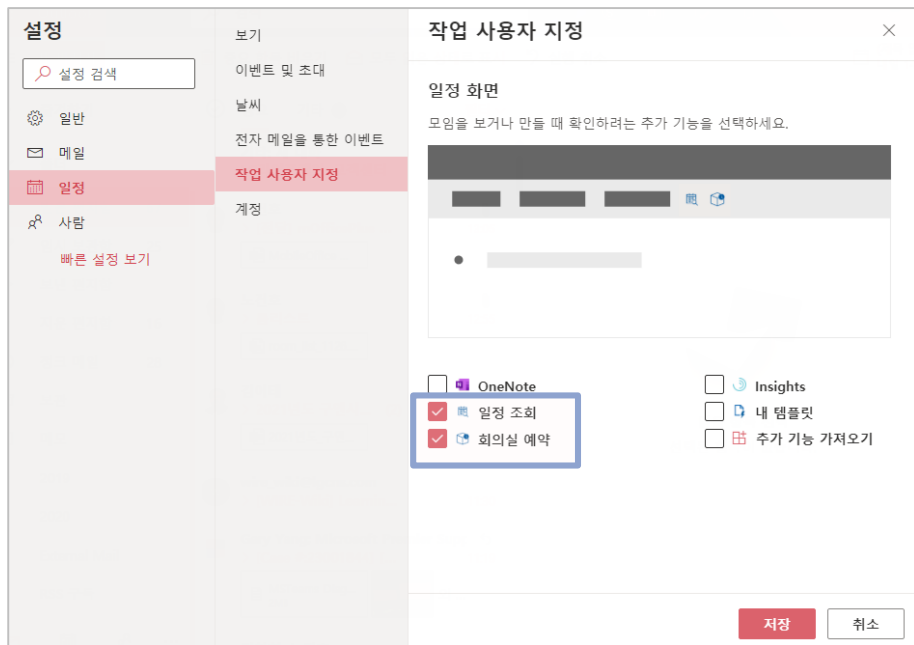 설정
설정 검색
일반
메일
일정
사람
빠른 설정 보기
보기
이벤트 및 초대
날씨
전자 메일을 통한 이벤트
작업 사용자 지정
계정
작업 사용자 지정
일정 화면
모임을 보거나 만들 때 확인하려는 추가 기능을 선택하세요.
OneNote
일정 조회
회의실 예약
Insights
내 템플릿
추가 기능 가져오기
저장
취소